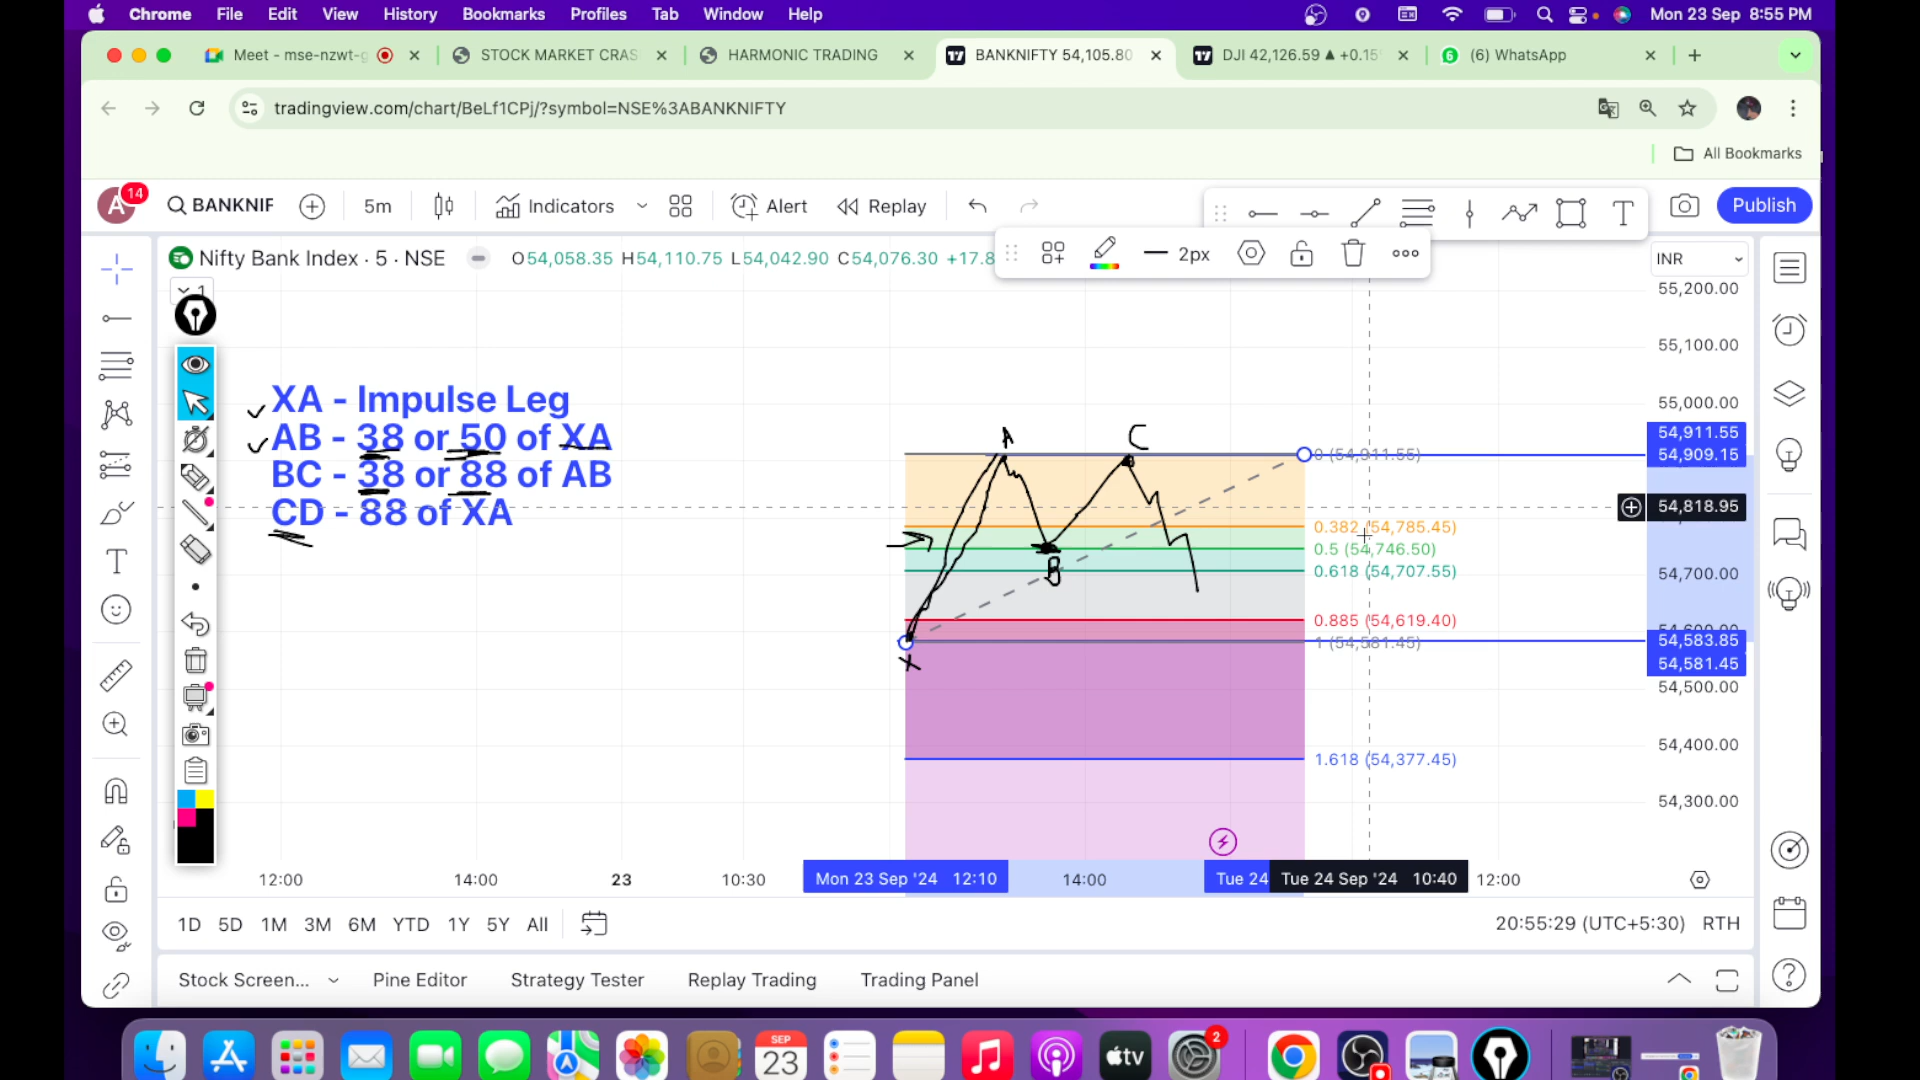 Chrome File Edit View History Bookmarks Profiles Tab Window Help Mon 23 Sep 8:55 PM
Meet - mse-nzwt- STOCK MARKET CRAS HARMONIC TRADING BANKNIFTY 54,105.80 DJI 42,126.59 ▲ +0.15 (6) WhatsApp
tradingview.com/chart/BeLf1CPj/?symbol=NSE%3ABANKNIFTY
All Bookmarks
A 14 BANKNIF 5m Indicators Alert Replay T Publish
Nifty Bank Index · 5 · NSE O54,058.35 H54,110.75 L54,042.90 C54,076.30 +17.8 2px INR
1
55,200.00
55,100.00
XA - Impulse Leg
55,000.00
AB - 38 or 50 of XA
A C
54,911.55
0 (54,911.55) 54,909.15
BC - 38 or 88 of AB
CD - 88 of XA
54,818.95
0.382 (54,785.45)
0.5 (54,746.50)
B
0.618 (54,707.55)
54,700.00
0.885 (54,619.40)
54,600.00
1 (54,581.45) 54,583.85
X
54,581.45
54,500.00
54,400.00
1.618 (54,377.45)
54,300.00
12:00 14:00 23 10:30 Mon 23 Sep '24 12:10 14:00 Tue 24 Tue 24 Sep '24 10:40 12:00
1D 5D 1M 3M 6M YTD 1Y 5Y All 20:55:29 (UTC+5:30) RTH
Stock Screen... Pine Editor Strategy Tester Replay Trading Trading Panel
SEP
23
tv
2